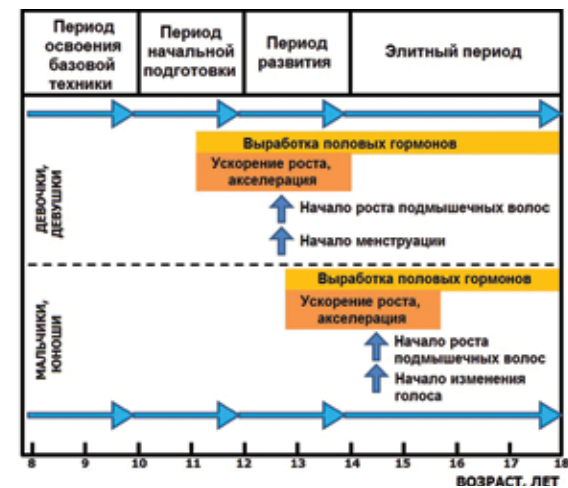 Период
освоения
базовой
техники
Период
начальной
подготовки
Период
развития
Элитный период
ДЕВОЧКИ,
ДЕВУШКИ
Выработка половых гормонов
Ускорение роста,
акселерация
Начало роста подмышечных волос
Начало менструации
МАЛЬЧИКИ,
ЮНОШИ
Выработка половых гормонов
Ускорение роста,
акселерация
Начало роста
подмышечных волос
Начало изменения
голоса
8 9 10 11 12 13 14 15 16 17 18
ВОЗРАСТ, ЛЕТ